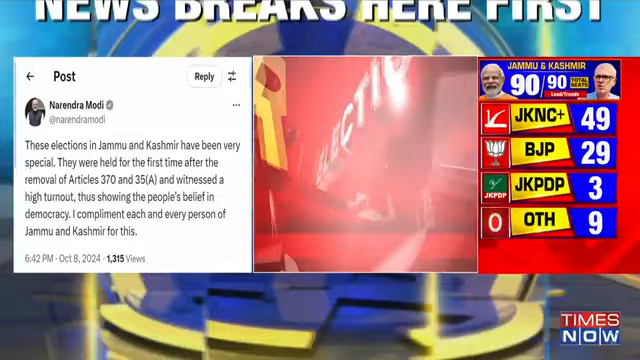 NEWS BREAKS HERE FIRST
Post
Reply
Narendra Modi
@narendramodi
These elections in Jammu and Kashmir have been very
special. They were held for the first time after the
removal of Articles 370 and 35(A) and witnessed a
high turnout, thus showing the people's belief in
democracy. I compliment each and every person of
Jammu and Kashmir for this.
6:42 PM · Oct 8, 2024 · 1,315 Views
ELECTI
JAMMU & KASHMIR
90/90 TOTAL SEATS
Lead/Trends
JKNC+ 49
BJP 29
JKPDP JKPDP 3
OTH 9
TIMES
NOW